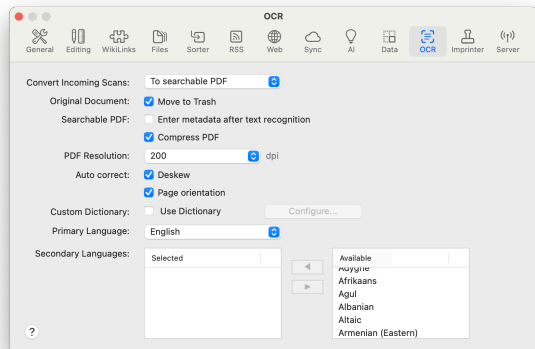 OCR
General Editing WikiLinks Files Sorter RSS Web Sync AI Data OCR Imprinter Server
Convert Incoming Scans: To searchable PDF
Original Document: Move to Trash
Searchable PDF: Enter metadata after text recognition
Compress PDF
PDF Resolution: 200 dpi
Auto correct: Deskew
Page orientation
Custom Dictionary: Use Dictionary Configure...
Primary Language: English
Secondary Languages: Selected Available
Adyghe
Afrikaans
Agul
Albanian
Altaic
Armenian (Eastern)
?